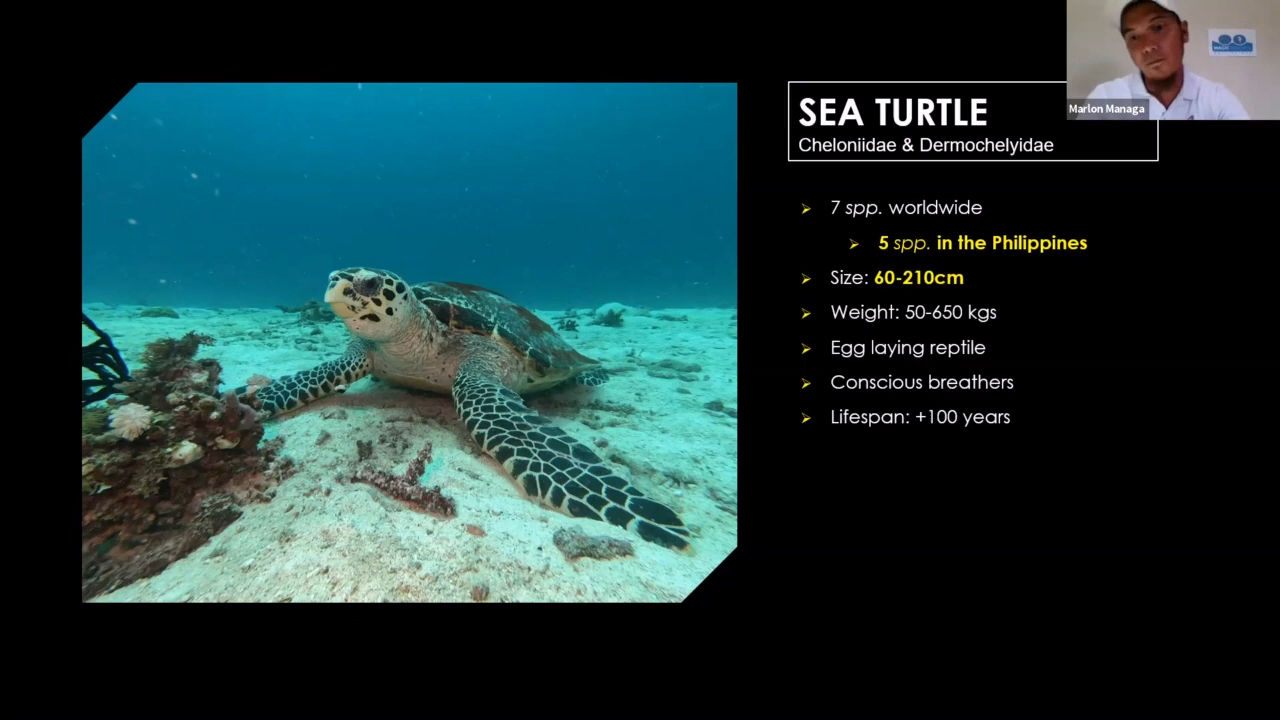 SEA TURTLE
Cheloniidae & Dermochelyidae
Marlon Managa
➢ 7 spp. worldwide
➢ 5 spp. in the Philippines
➢ Size: 60-210cm
➢ Weight: 50-650 kgs
➢ Egg laying reptile
➢ Conscious breathers
➢ Lifespan: +100 years